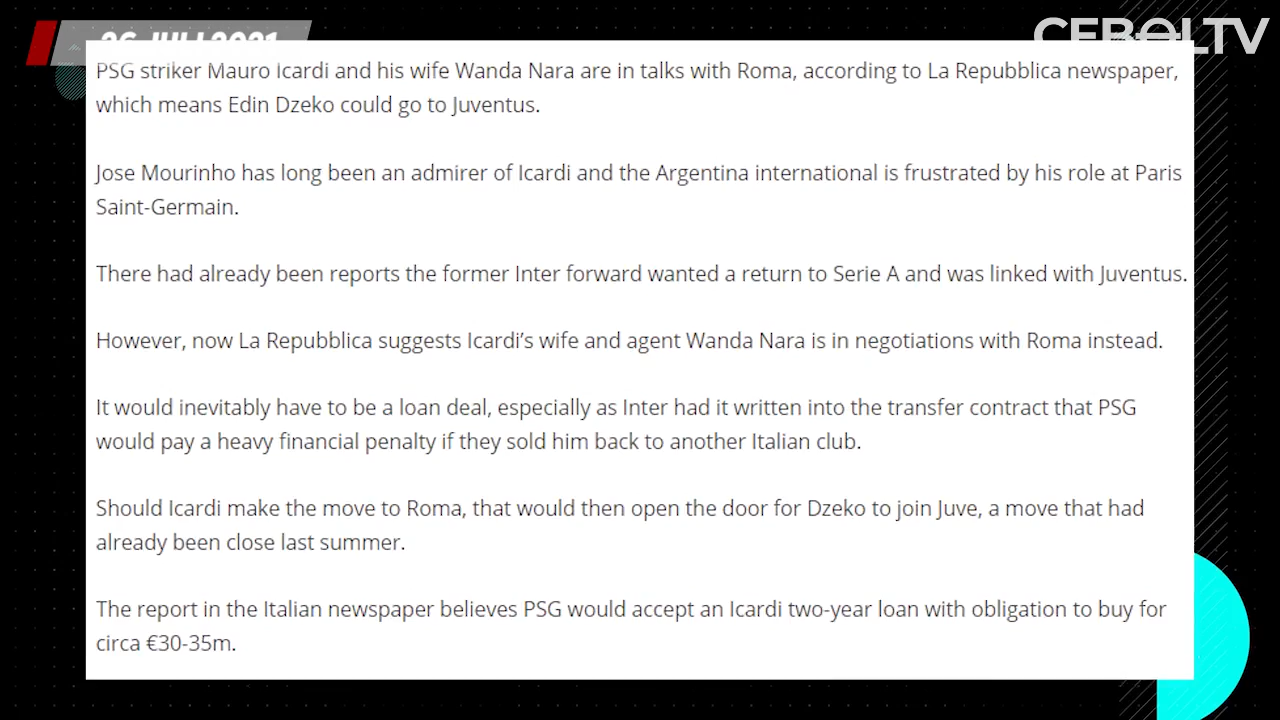 26 JULI 2021
CEBOLTV
PSG striker Mauro Icardi and his wife Wanda Nara are in talks with Roma, according to La Repubblica newspaper,
which means Edin Dzeko could go to Juventus.
Jose Mourinho has long been an admirer of Icardi and the Argentina international is frustrated by his role at Paris
Saint-Germain.
There had already been reports the former Inter forward wanted a return to Serie A and was linked with Juventus.
However, now La Repubblica suggests Icardi’s wife and agent Wanda Nara is in negotiations with Roma instead.
It would inevitably have to be a loan deal, especially as Inter had it written into the transfer contract that PSG
would pay a heavy financial penalty if they sold him back to another Italian club.
Should Icardi make the move to Roma, that would then open the door for Dzeko to join Juve, a move that had
already been close last summer.
The report in the Italian newspaper believes PSG would accept an Icardi two-year loan with obligation to buy for
circa €30-35m.